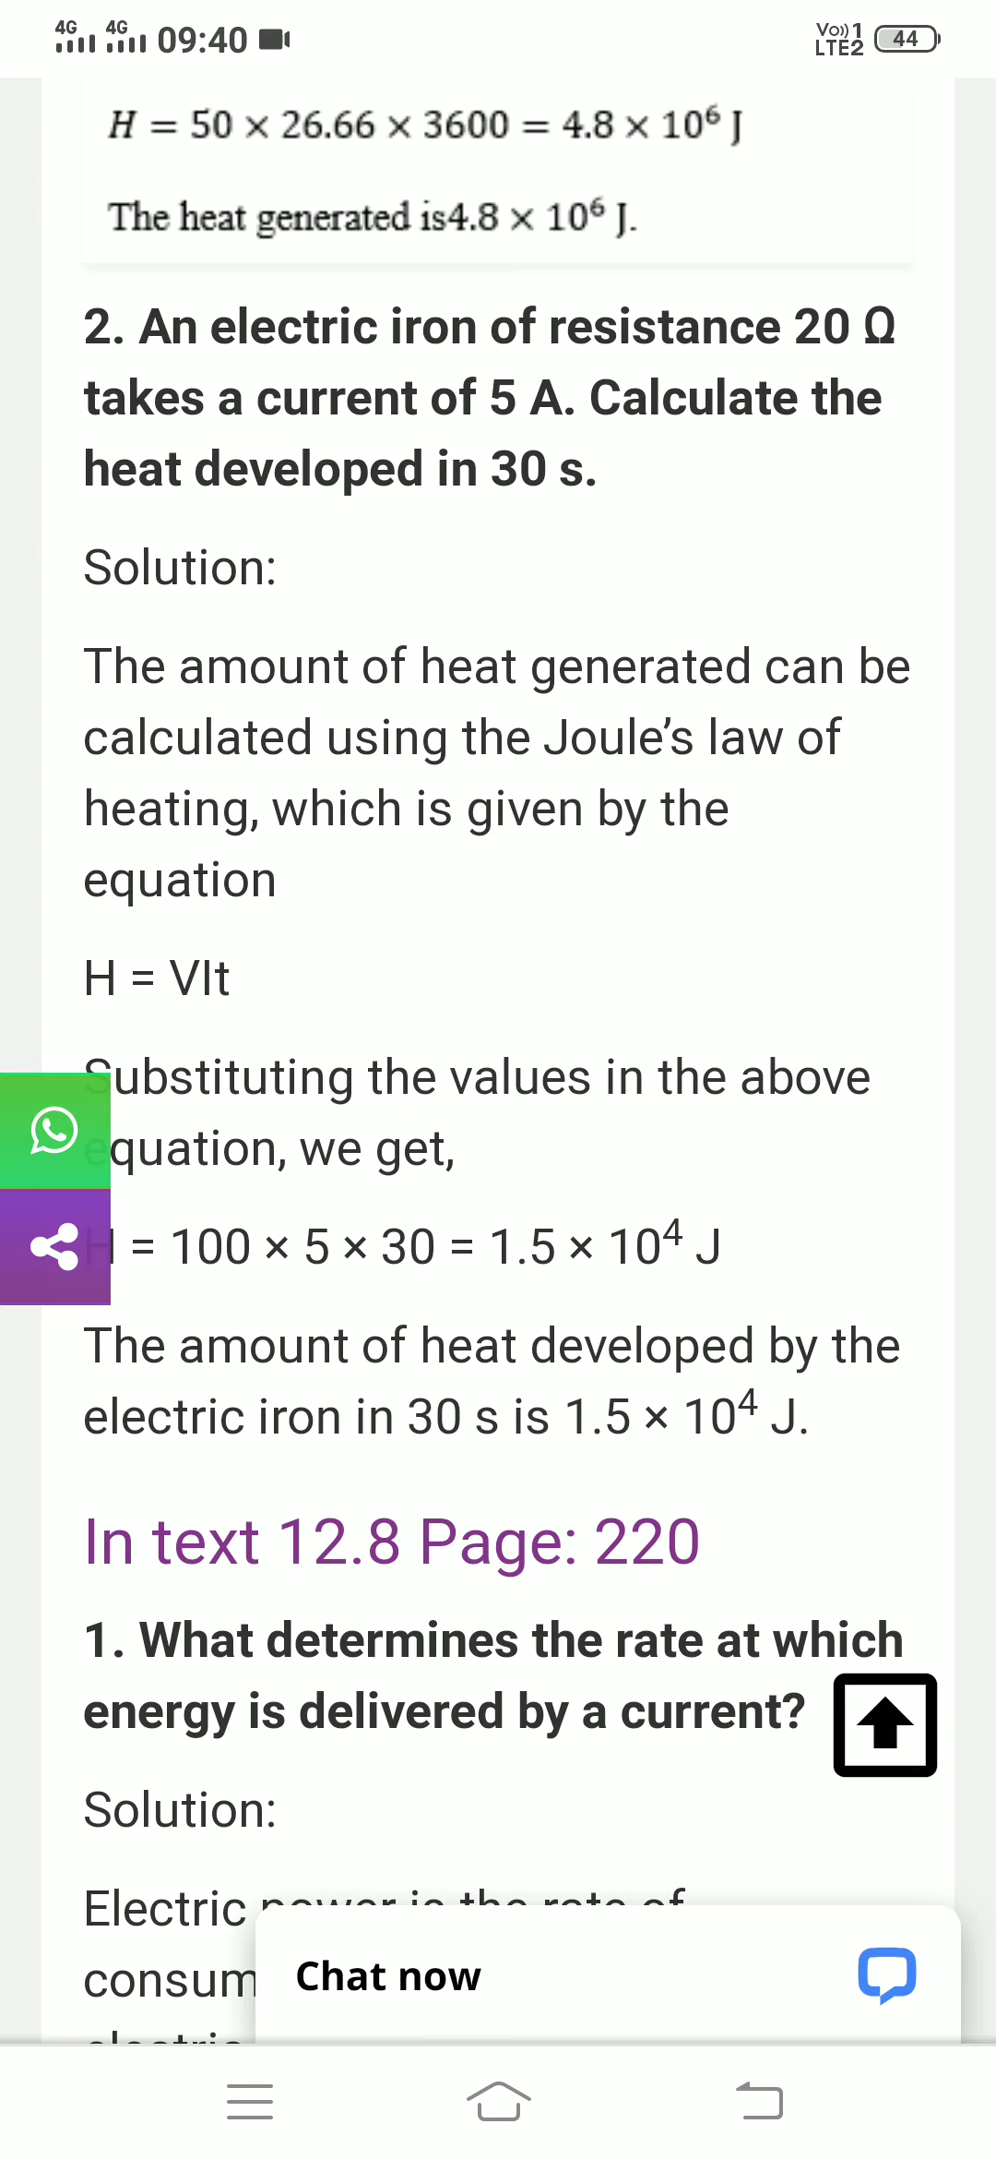 4G 4G 09:40 Vo)) 1 LTE2 44
H = 50 × 26.66 × 3600 = 4.8 × 10⁶ J
The heat generated is4.8 × 10⁶ J.
2. An electric iron of resistance 20 Ω
takes a current of 5 A. Calculate the
heat developed in 30 s.
Solution:
The amount of heat generated can be
calculated using the Joule’s law of
heating, which is given by the
equation
H = VIt
Substituting the values in the above
equation, we get,
H = 100 × 5 × 30 = 1.5 × 10⁴ J
The amount of heat developed by the
electric iron in 30 s is 1.5 × 10⁴ J.
In text 12.8 Page: 220
1. What determines the rate at which
energy is delivered by a current?
Solution:
Electric power is the rate of
consum
Chat now